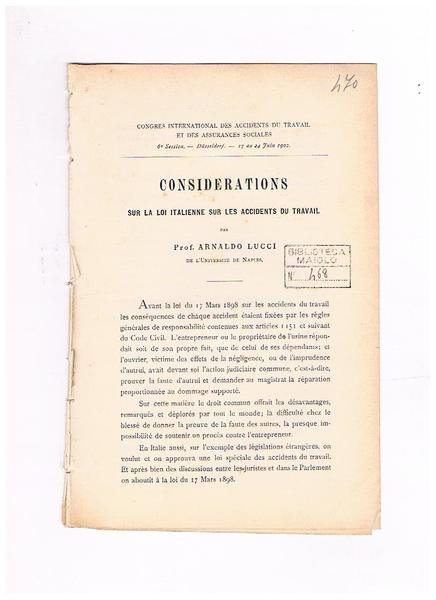 470
CONGRES INTERNATIONAL DES ACCIDENTS DU TRAVAIL
ET DES ASSURANCES SOCIALES
6e Session. — Düsseldorf. — 17 au 24 Juin 1902.
CONSIDERATIONS
SUR LA LOI ITALIENNE SUR LES ACCIDENTS DU TRAVAIL
PAR
Prof. ARNALDO LUCCI
DE L'UNIVERSITÉ DE NAPLES.
BIBLIOTECA
MAIOLO
N° 468
Avant la loi du 17 Mars 1898 sur les accidents du travail
les conséquences de chaque accident étaient fixées par les règles
générales de responsabilité contenues aux articles 1151 et suivant
du Code Civil. L'entrepreneur ou le propriétaire de l'usine répon-
dait soit de son propre fait, que de celui de ses dépendans; et
l'ouvrier, victime des effets de la négligence, ou de l'imprudence
d'autrui, avait devant soi l'action judiciaire commune, c'est-à-dire,
prouver la faute d'autrui et demander au magistrat la réparation
proportionnée au dommage supporté.
Sur cette matière le droit commun offrait les désavantages,
remarqués et déplorés par tout le monde; la difficulté chez le
blessé de donner la preuve de la faute des autres, la presque im-
possibilité de soutenir un procès contre l'entrepreneur.
En Italie aussi, sur l'exemple des législations étrangères, on
voulut et on approuva une loi spéciale des accidents du travail.
Et après bien des discussions entre les juristes et dans le Parlement
on aboutit à la loi du 17 Mars 1898.